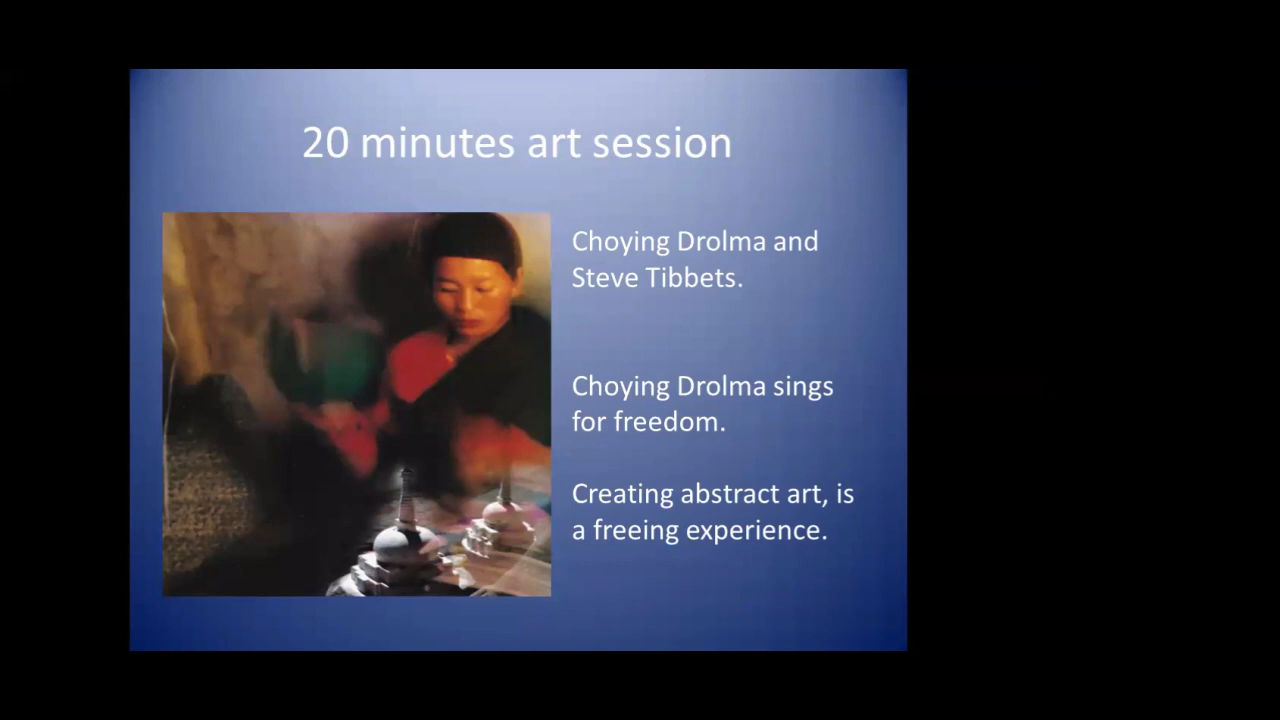 20 minutes art session
Choying Drolma and
Steve Tibbets.
Choying Drolma sings
for freedom.
Creating abstract art, is
a freeing experience.